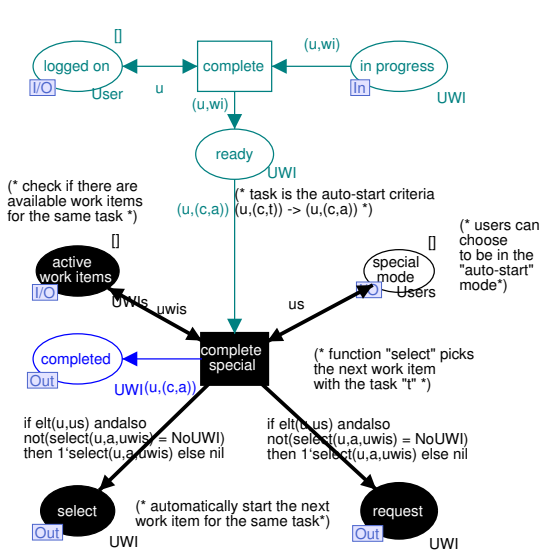 []
(u,wi)
logged on
complete
in progress
I/O
User
u
In
UWI
(u,wi)
ready
UWI
(* check if there are
available work items
for the same task *)
(* task is the auto-start criteria
(u,(c,a))
(u,(c,t)) -> (u,(c,a)) *)
(* users can
choose
to be in the
"auto-start"
mode*)
[]
[]
active
work items
special
mode
I/O
UWIs
uwis
us
I/O
Users
completed
complete
special
(* function "select" picks
the next work item
with the task "t" *)
Out
UWI
(u,(c,a))
if elt(u,us) andalso
not(select(u,a,uwis) = NoUWI)
then 1‘select(u,a,uwis) else nil
if elt(u,us) andalso
not(select(u,a,uwis) = NoUWI)
then 1‘select(u,a,uwis) else nil
select
(* automatically start the next
work item for the same task*)
request
Out
UWI
Out
UWI